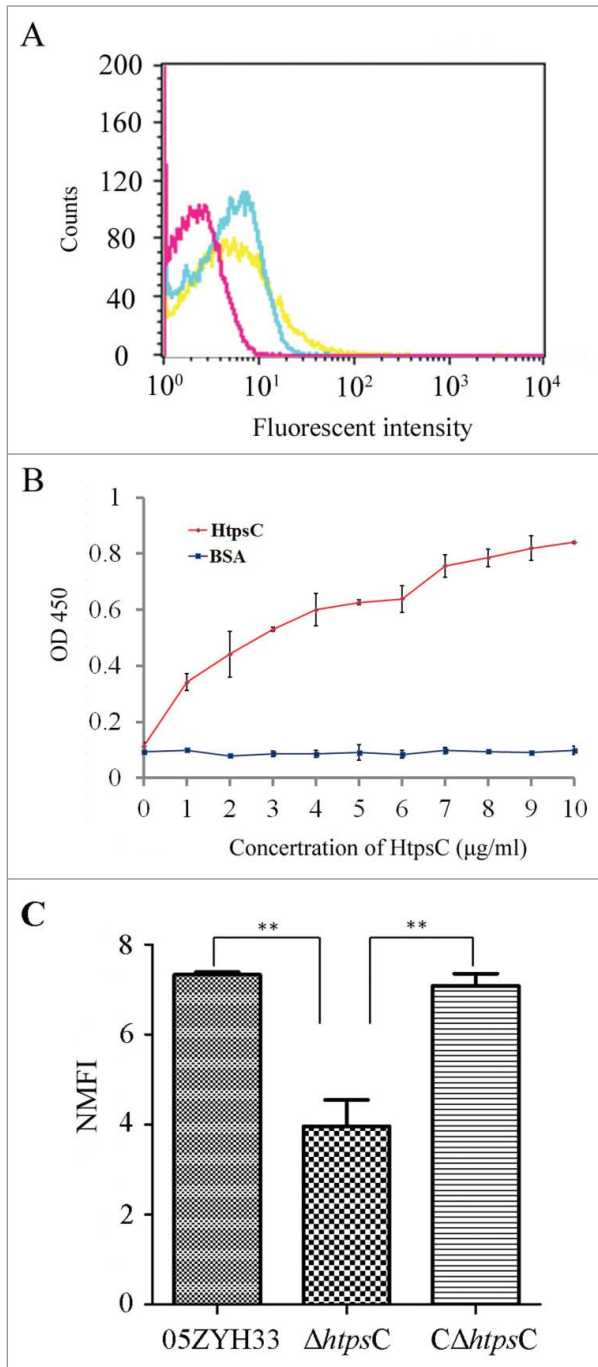 A
200
160
120
80
40
0
Counts
10⁰ 10¹ 10² 10³ 10⁴
Fluorescent intensity
B
1
0.8
0.6
0.4
0.2
0
OD 450
HtpsC
BSA
0 1 2 3 4 5 6 7 8 9 10
Concertration of HtpsC (µg/ml)
C
** **
8
6
4
2
0
NMFI
05ZYH33 ΔhtpsC CΔhtpsC